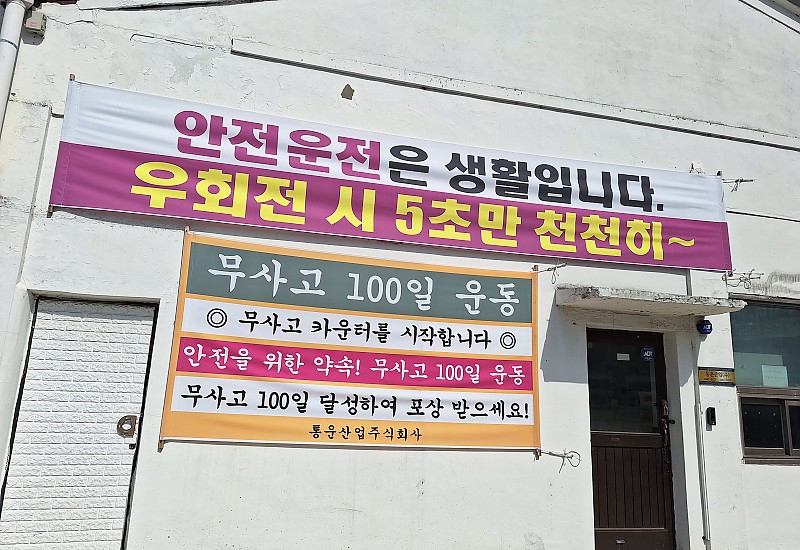 안전운전은 생활입니다.
우회전 시 5초만 천천히~
무사고 100일 운동
◎ 무사고 카운터를 시작합니다 ◎
안전을 위한 약속! 무사고 100일 운동
무사고 100일 달성하여 포상 받으세요!
통운산업주식회사
ADT
ADT